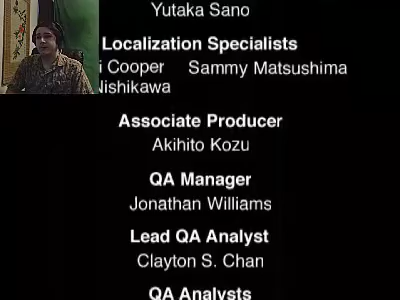 Yutaka Sano
Localization Specialists
i Cooper Sammy Matsushima
Nishikawa
Associate Producer
Akihito Kozu
QA Manager
Jonathan Williams
Lead QA Analyst
Clayton S. Chan
QA Analysts